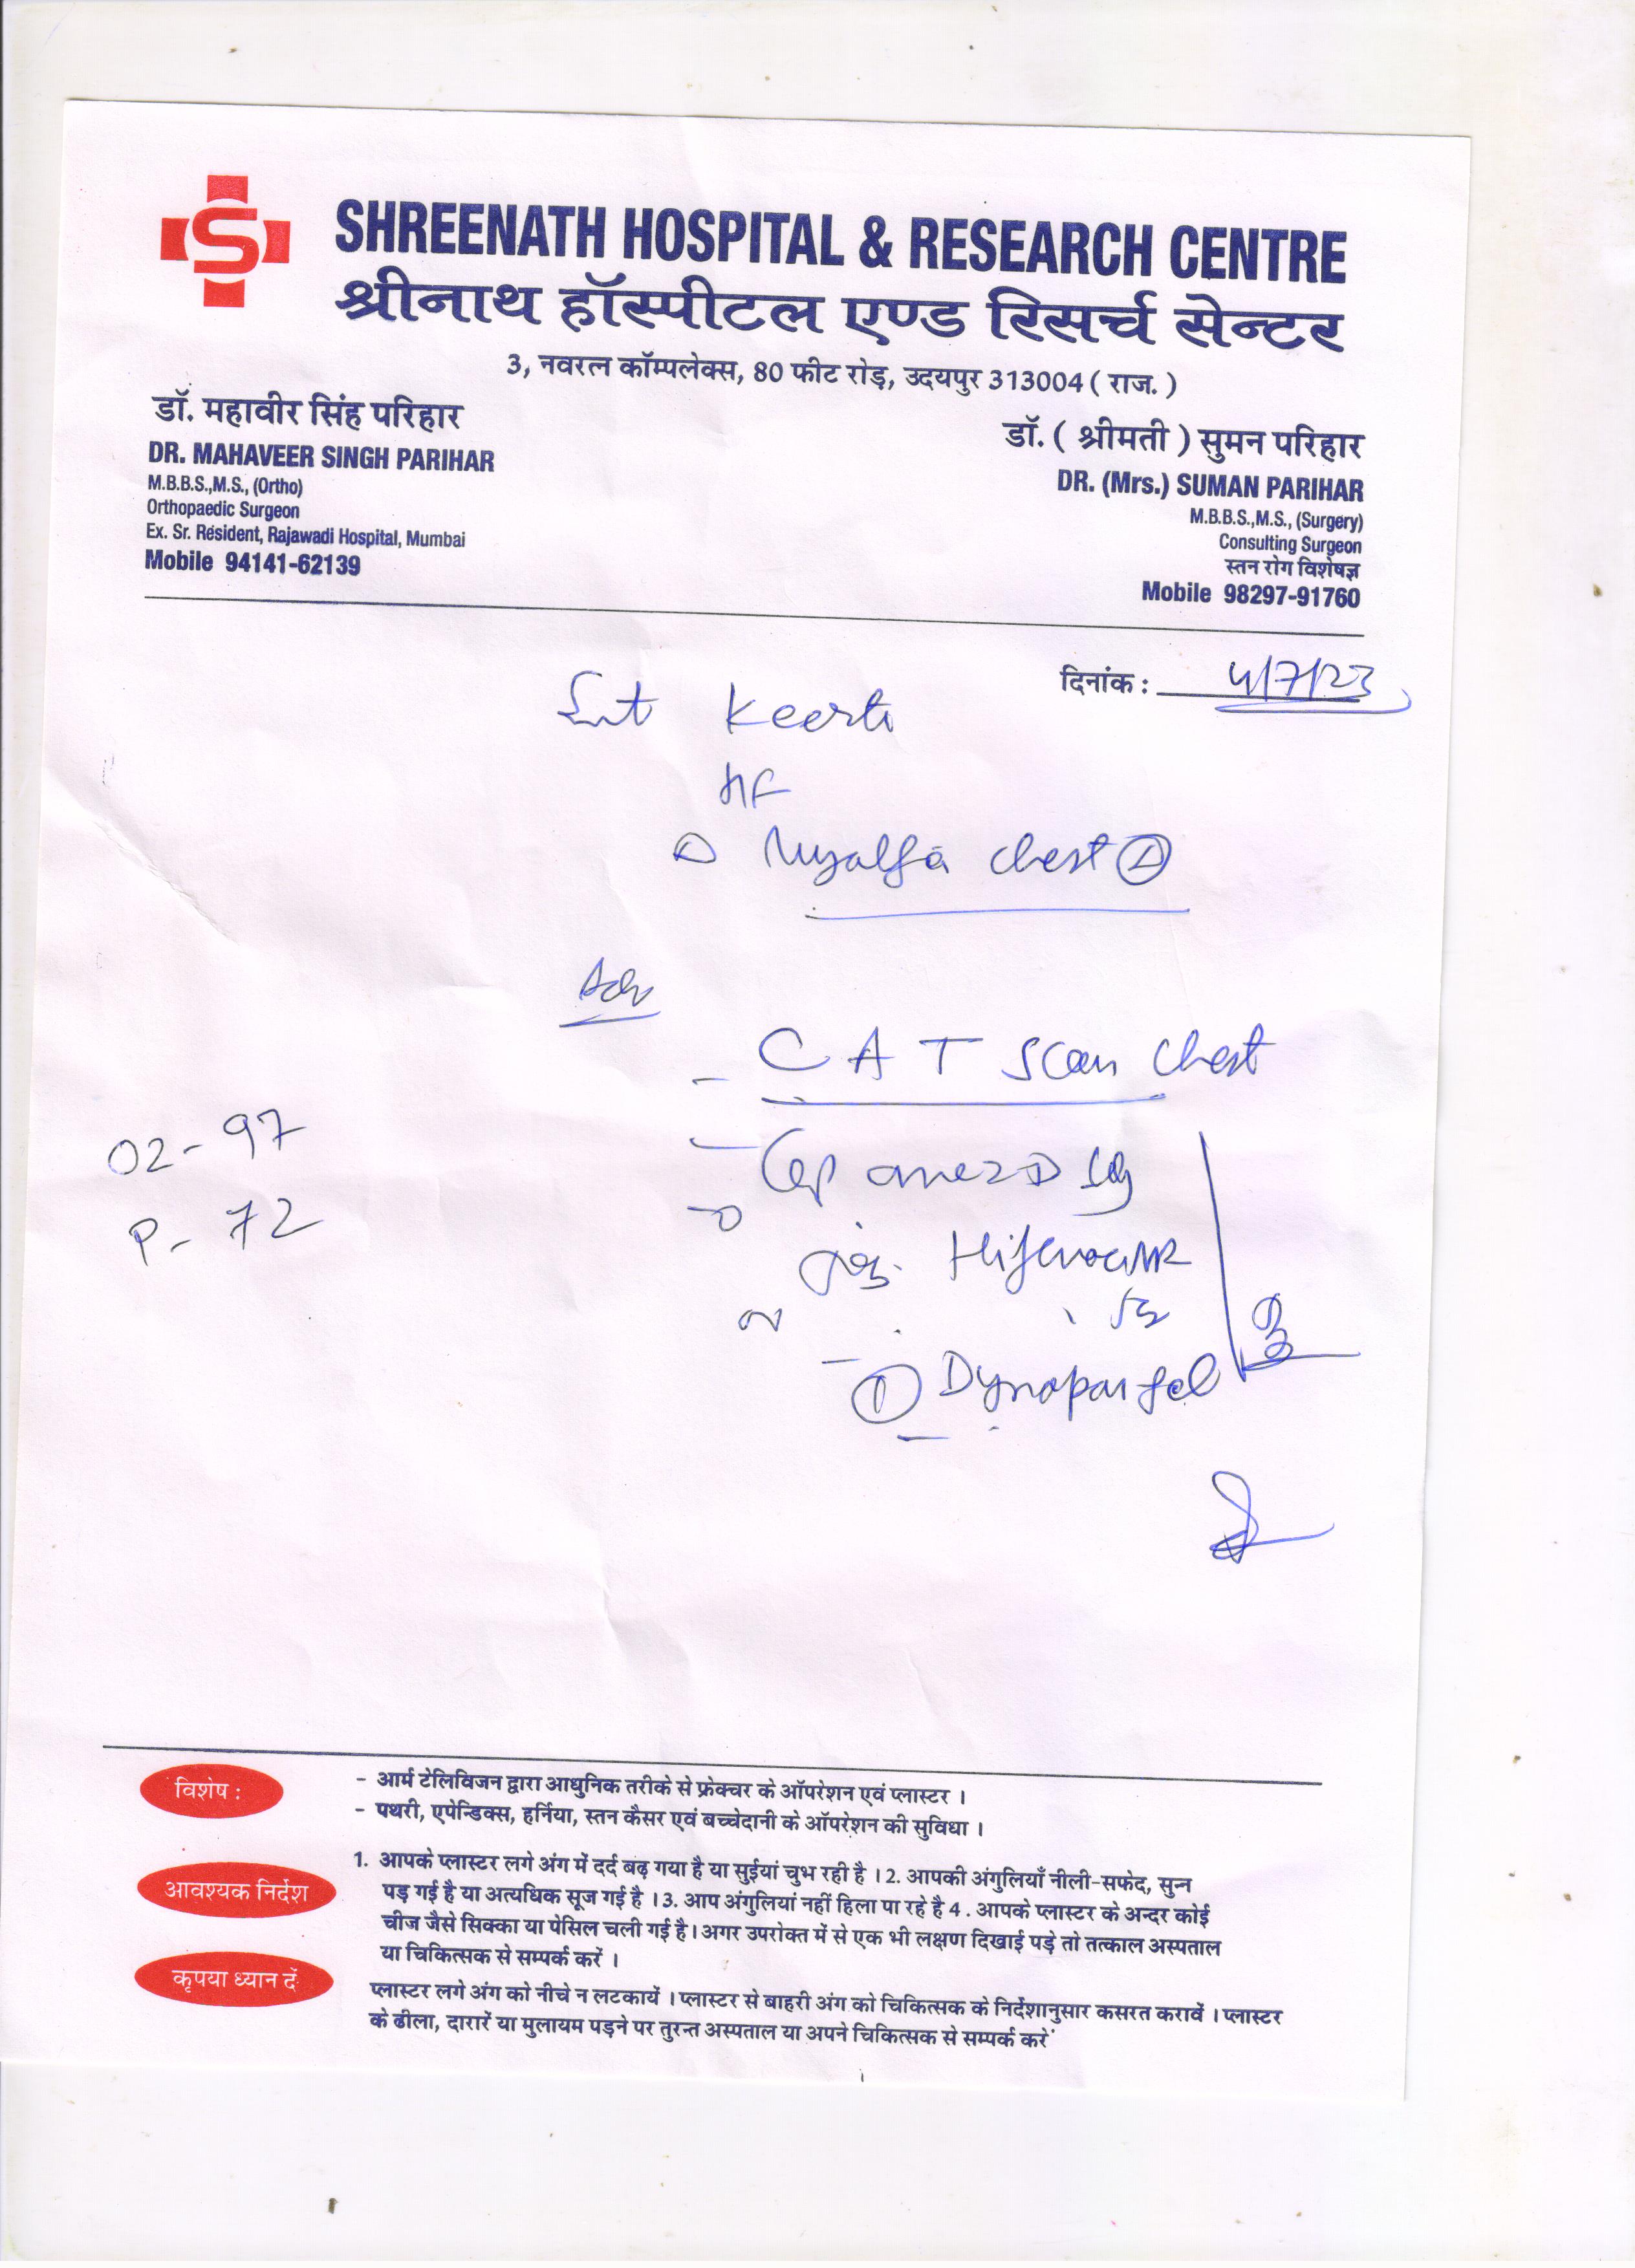 S
SHREENATH HOSPITAL & RESEARCH CENTRE
श्रीनाथ हॉस्पीटल एण्ड रिसर्च सेन्टर
3, नवरत्न कॉम्पलेक्स, 80 फीट रोड़, उदयपुर 313004 ( राज. )
डॉ. महावीर सिंह परिहार
DR. MAHAVEER SINGH PARIHAR
M.B.B.S.,M.S., (Ortho)
Orthopaedic Surgeon
Ex. Sr. Resident, Rajawadi Hospital, Mumbai
Mobile 94141-62139
डॉ. ( श्रीमती ) सुमन परिहार
DR. (Mrs.) SUMAN PARIHAR
M.B.B.S.,M.S., (Surgery)
Consulting Surgeon
स्तन रोग विशेषज्ञ
Mobile 98297-91760
दिनांक : 4/7/23
Keerti
Myalgia chest
Adv
- CAT Scan chest
O2 - 97
P - 72
विशेष :
- आर्म टेलिविजन द्वारा आधुनिक तरीके से फ्रेक्चर के ऑपरेशन एवं प्लास्टर ।
- पथरी, एपेन्डिक्स, हर्निया, स्तन कैसर एवं बच्चेदानी के ऑपरेशन की सुविधा ।
आवश्यक निर्देश
1. आपके प्लास्टर लगे अंग में दर्द बढ़ गया है या सुईयां चुभ रही है । 2. आपकी अंगुलियाँ नीली-सफेद, सुन्न
पड़ गई है या अत्यधिक सूज गई है । 3. आप अंगुलियां नहीं हिला पा रहे है 4 . आपके प्लास्टर के अन्दर कोई
चीज जैसे सिक्का या पेसिल चली गई है। अगर उपरोक्त में से एक भी लक्षण दिखाई पड़े तो तत्काल अस्पताल
या चिकित्सक से सम्पर्क करें ।
कृपया ध्यान दें
प्लास्टर लगे अंग को नीचे न लटकायें । प्लास्टर से बाहरी अंग को चिकित्सक के निर्देशानुसार कसरत करावें । प्लास्टर
के ढीला, दारारें या मुलायम पड़ने पर तुरन्त अस्पताल या अपने चिकित्सक से सम्पर्क करें